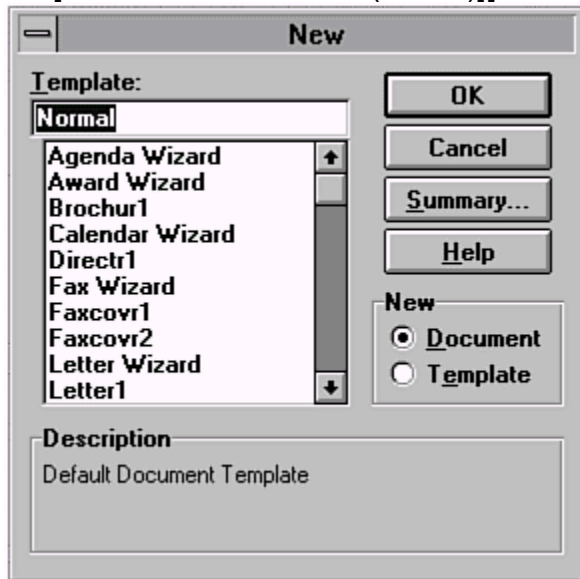 New
Template:
Normal
Agenda Wizard
Award Wizard
Brochur1
Calendar Wizard
Directr1
Fax Wizard
Faxcovr1
Faxcovr2
Letter Wizard
Letter1
OK
Cancel
Summary...
Help
New
Document
Template
Description
Default Document Template